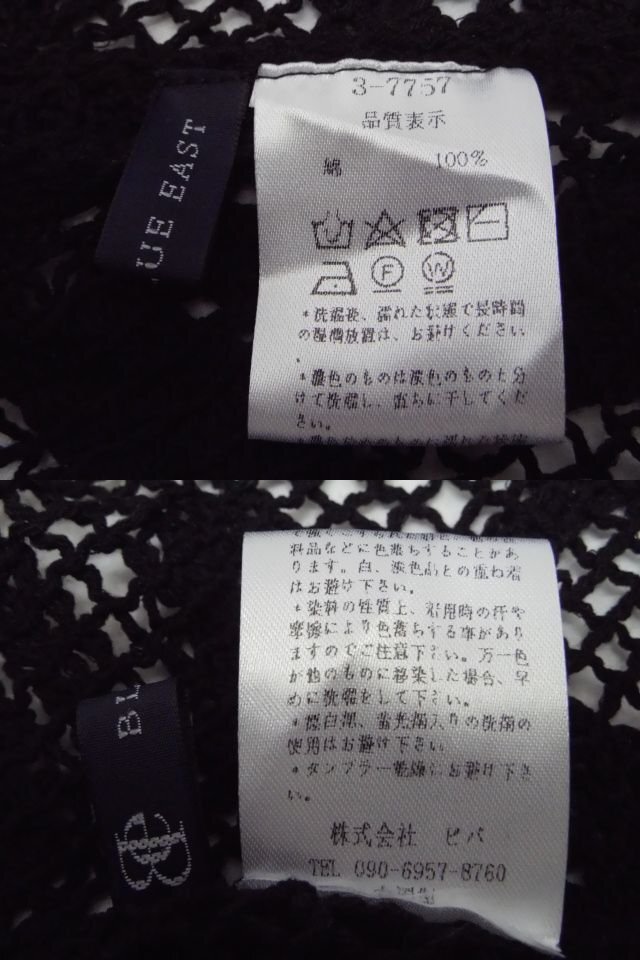 UE EAST
3-7757
品質表示
綿 100%
F W
*洗濯後、濡れた状態で長時間
の湿潤放置は、お避けください
。
*濃色のものは淡色のものと分
けて洗濯し、直ちに干してくだ
さい。
料品などに色落ちすることがあ
ります。白、淡色品との重ね着
はお避け下さい。
*染料の性質上、着用時の汗や
摩擦により色落ちする事があり
ますのでご注意下さい。万一色
が他のものに移染した場合、早
めに洗濯をして下さい。
*漂白剤、蛍光剤入りの洗剤の
使用はお避け下さい。
*タンブラー乾燥はお避け下さ
い。
株式会社 ビバ
TEL 090-6957-8760
BL